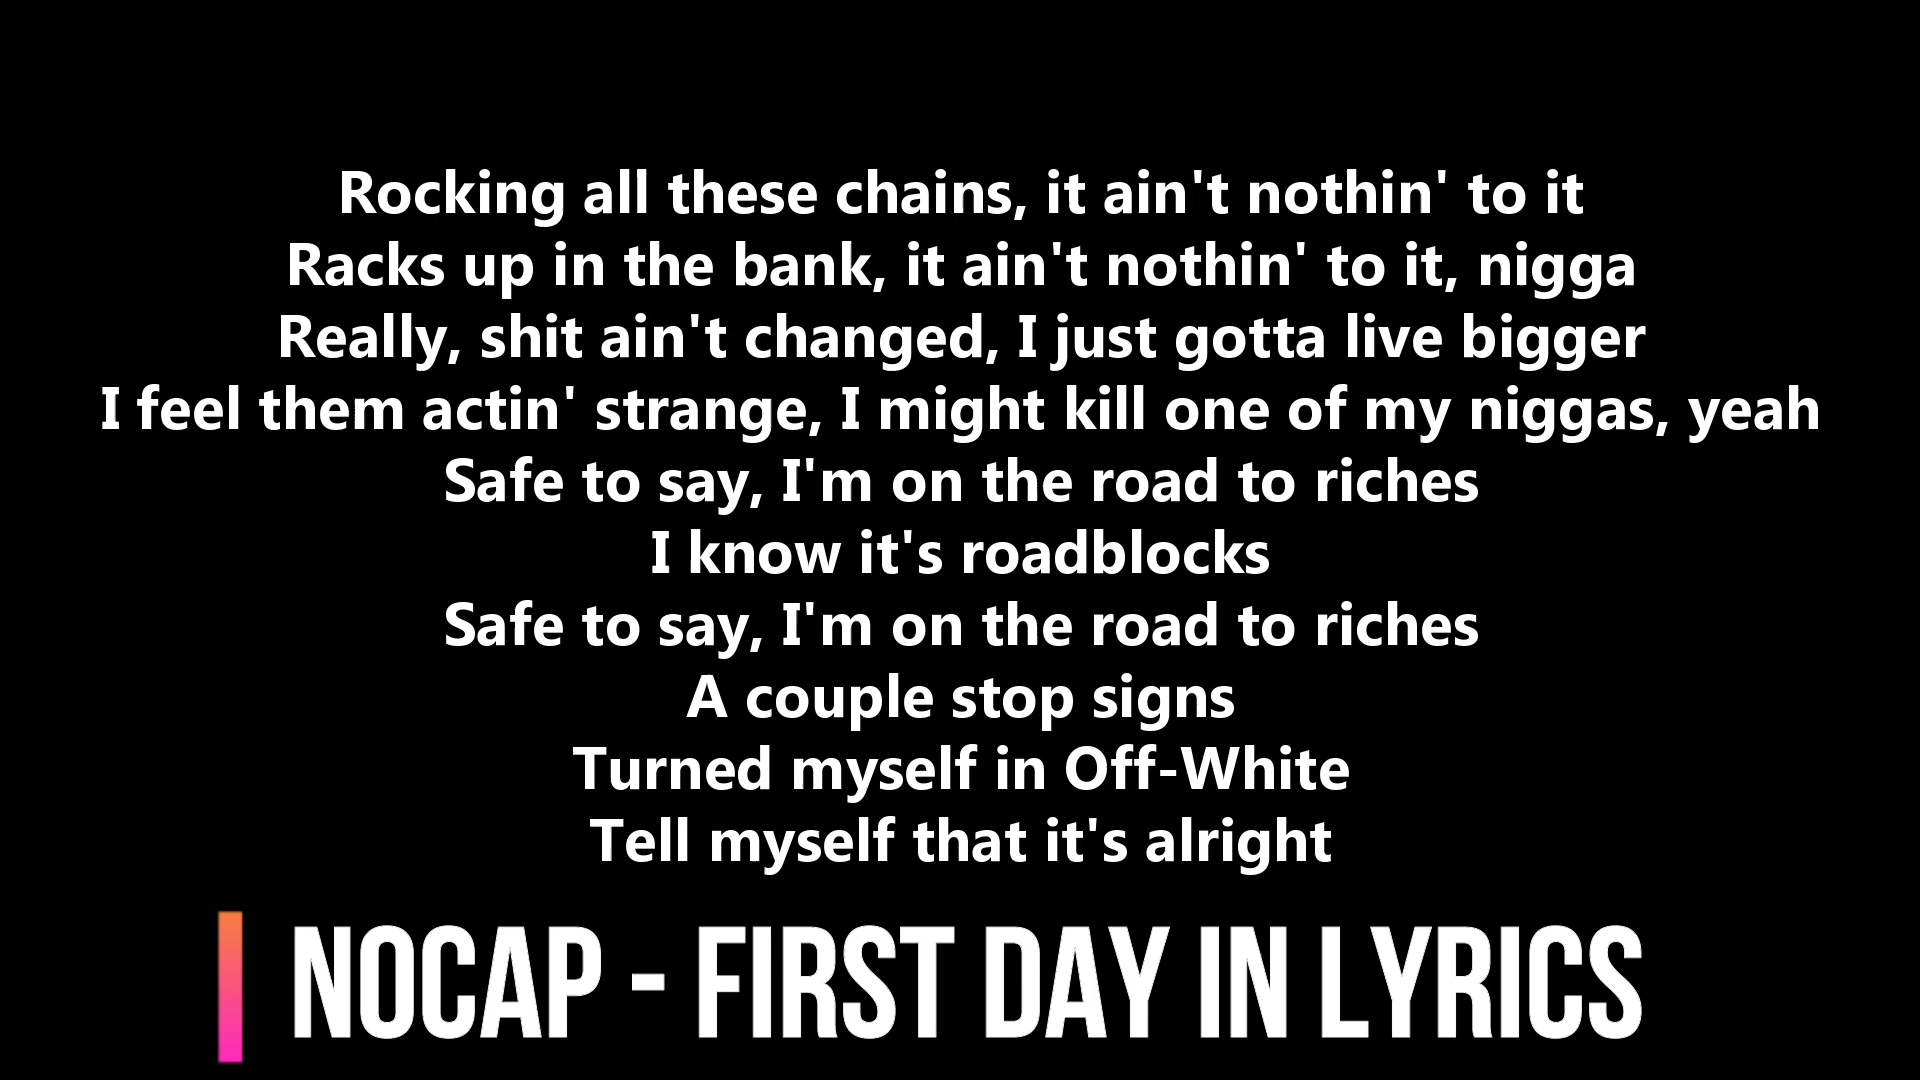 Rocking all these chains, it ain't nothin' to it
Racks up in the bank, it ain't nothin' to it, nigga
Really, shit ain't changed, I just gotta live bigger
I feel them actin' strange, I might kill one of my niggas, yeah
Safe to say, I'm on the road to riches
I know it's roadblocks
Safe to say, I'm on the road to riches
A couple stop signs
Turned myself in Off-White
Tell myself that it's alright
NOCAP - FIRST DAY IN LYRICS